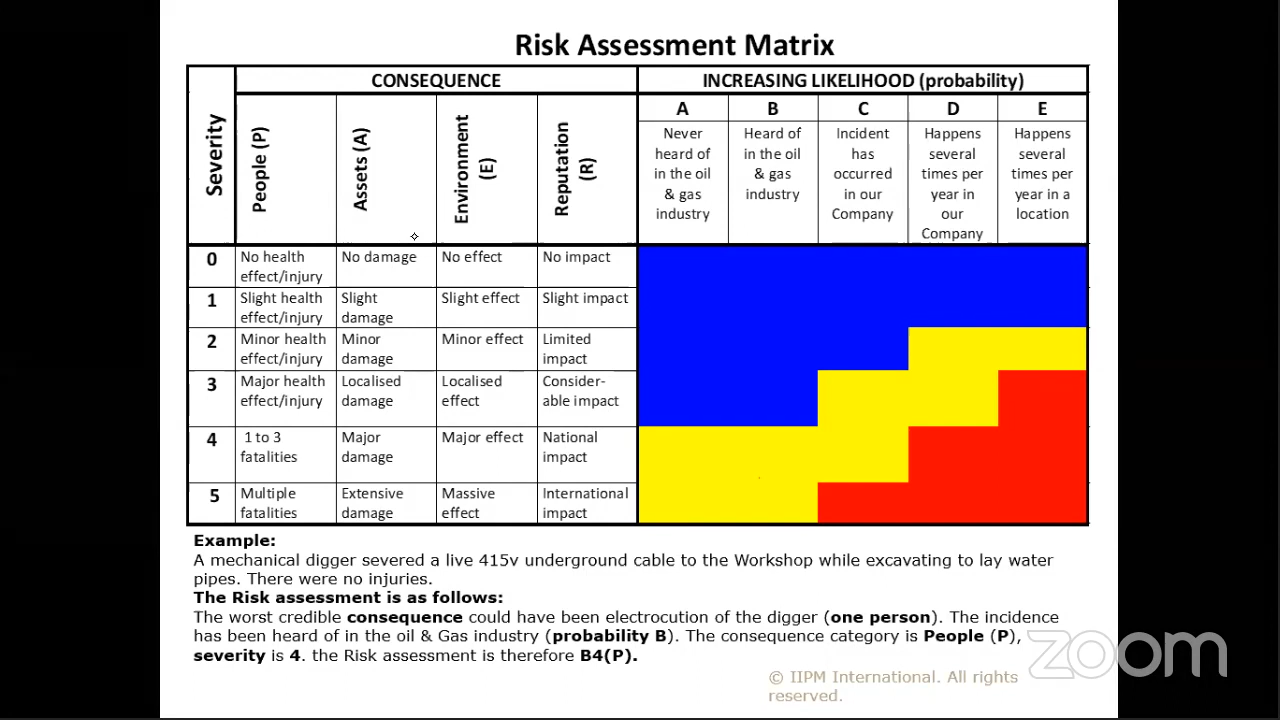 Risk Assessment Matrix
CONSEQUENCE
INCREASING LIKELIHOOD (probability)
Severity
People (P)
Assets (A)
Environment
(E)
Reputation
(R)
A
B
C
D
E
Never
heard of
in the oil
& gas
industry
Heard of
in the oil
& gas
industry
Incident
has
occurred
in our
Company
Happens
several
times per
year in
our
Company
Happens
several
times per
year in a
location
0
No health
effect/injury
No damage
No effect
No impact
1
Slight health
effect/injury
Slight
damage
Slight effect
Slight impact
2
Minor health
effect/injury
Minor
damage
Minor effect
Limited
impact
3
Major health
effect/injury
Localised
damage
Localised
effect
Consider-
able impact
4
1 to 3
fatalities
Major
damage
Major effect
National
impact
5
Multiple
fatalities
Extensive
damage
Massive
effect
International
impact
Example:
A mechanical digger severed a live 415v underground cable to the Workshop while excavating to lay water
pipes. There were no injuries.
The Risk assessment is as follows:
The worst credible consequence could have been electrocution of the digger (one person). The incidence
has been heard of in the oil & Gas industry (probability B). The consequence category is People (P),
severity is 4. the Risk assessment is therefore B4(P).
zoom
© IIPM International. All rights
reserved.